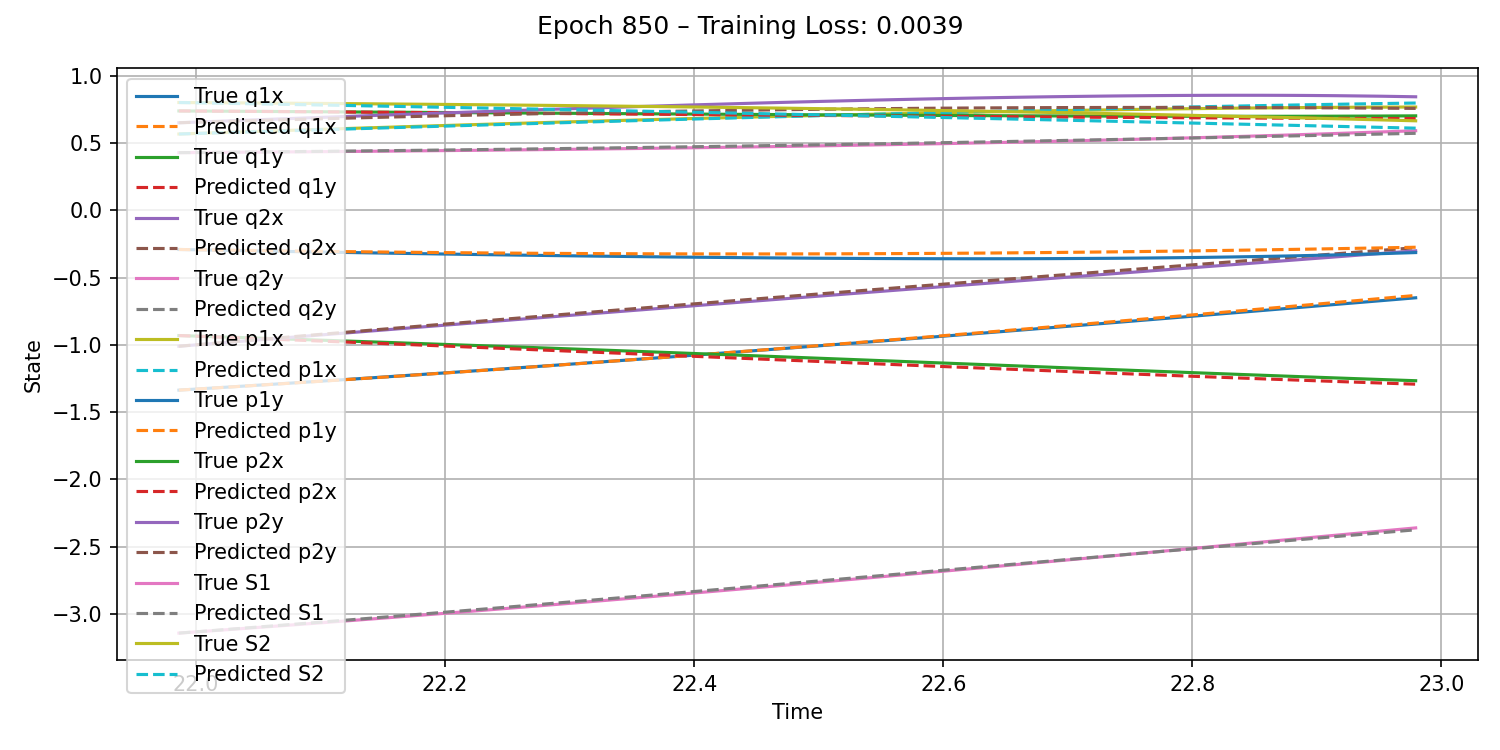 Epoch 850 – Training Loss: 0.0039
State
1.0
0.5
0.0
−0.5
−1.0
−1.5
−2.0
−2.5
−3.0
True q1x
Predicted q1x
True q1y
Predicted q1y
True q2x
Predicted q2x
True q2y
Predicted q2y
True p1x
Predicted p1x
True p1y
Predicted p1y
True p2x
Predicted p2x
True p2y
Predicted p2y
True S1
Predicted S1
True S2
Predicted S2
22.0 22.2 22.4 22.6 22.8 23.0
Time